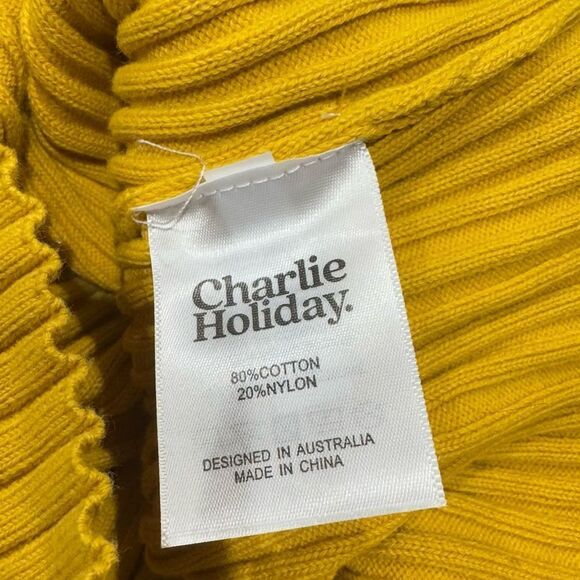 Charlie
Holiday.
80%COTTON
20%NYLON
DESIGNED IN AUSTRALIA
MADE IN CHINA